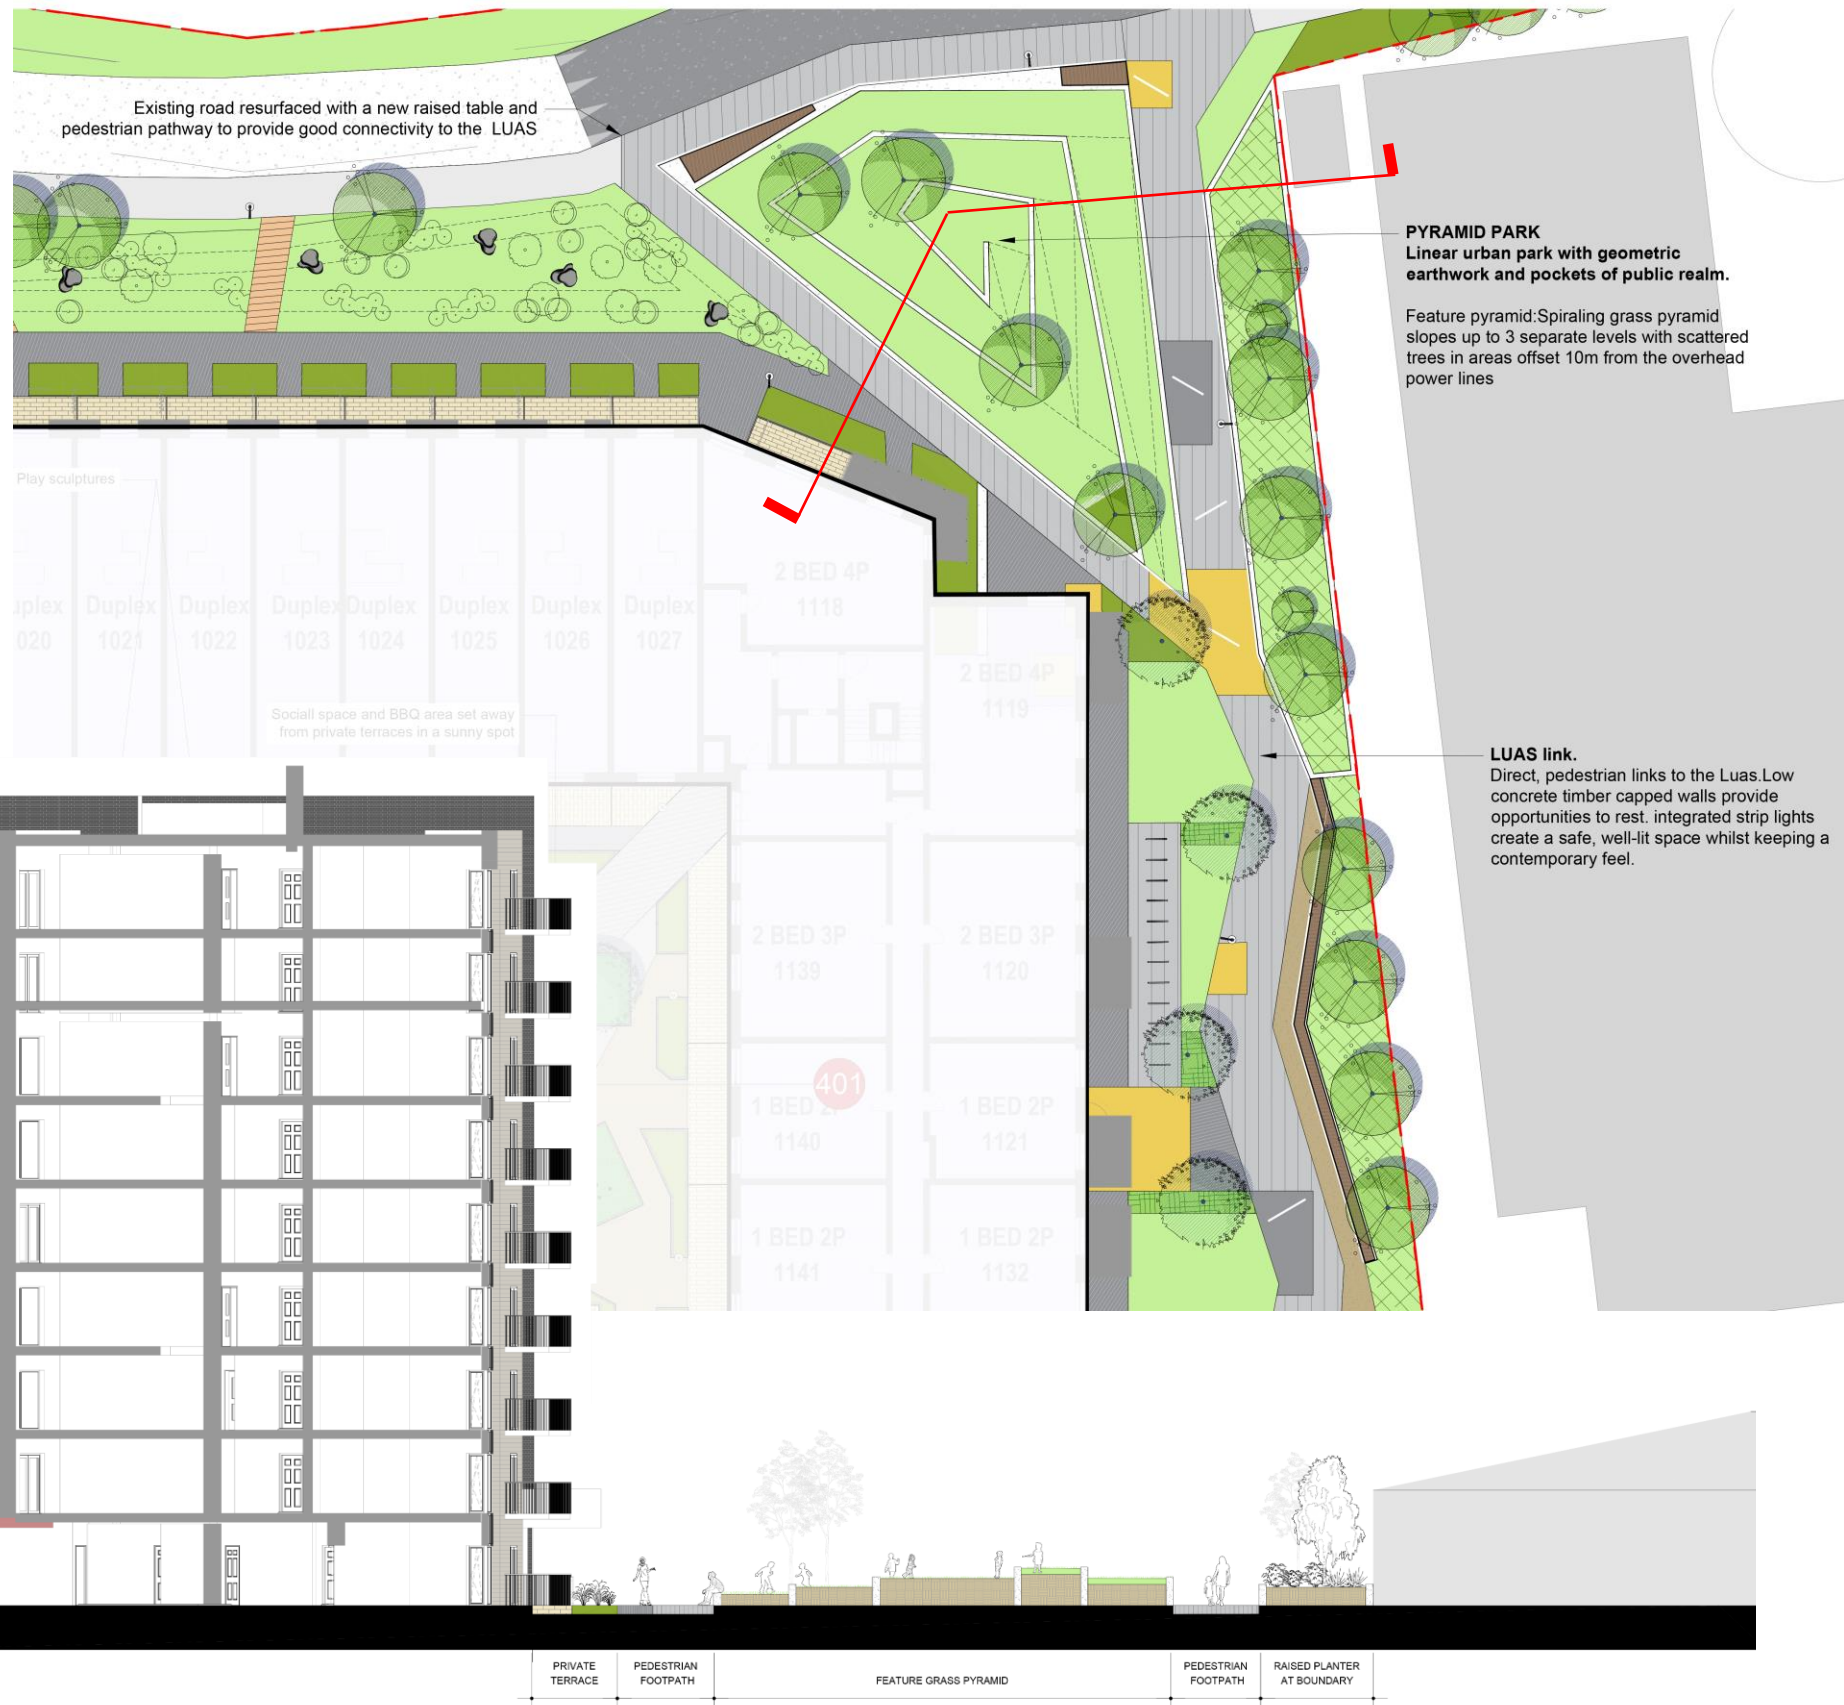 Existing road resurfaced with a new raised table and
pedestrian pathway to provide good connectivity to the LUAS
PYRAMID PARK
Linear urban park with geometric
earthwork and pockets of public realm.
Feature pyramid:Spiraling grass pyramid
slopes up to 3 separate levels with scattered
trees in areas offset 10m from the overhead
power lines
Play sculptures
2 BED 4P
1118
Duplex
1021
Duplex
1022
Duplex
1023
Duplex
1024
Duplex
1025
Duplex
1026
Duplex
1027
020
2 BED 4P
1119
Sociall space and BBQ area set away
from private terraces in a sunny spot
LUAS link.
Direct, pedestrian links to the Luas.Low
concrete timber capped walls provide
opportunities to rest. integrated strip lights
create a safe, well-lit space whilst keeping a
contemporary feel.
2 BED 3P
1139
2 BED 3P
1120
401
1 BED 2P
1140
1 BED 2P
1121
1 BED 2P
1141
1 BED 2P
1132
PRIVATE
TERRACE
PEDESTRIAN
FOOTPATH
FEATURE GRASS PYRAMID
PEDESTRIAN
FOOTPATH
RAISED PLANTER
AT BOUNDARY